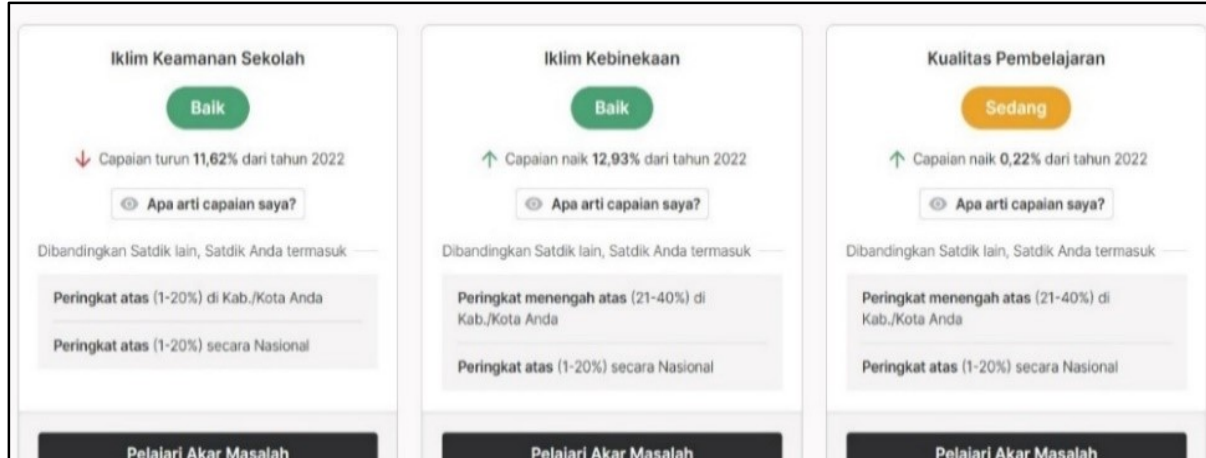 Iklim Keamanan Sekolah
Baik
Capaian turun 11,62% dari tahun 2022
Apa arti capaian saya?
Dibandingkan Satdik lain, Satdik Anda termasuk
Peringkat atas (1-20%) di Kab./Kota Anda
Peringkat atas (1-20%) secara Nasional
Pelajari Akar Masalah
Iklim Kebinekaan
Baik
Capaian naik 12,93% dari tahun 2022
Apa arti capaian saya?
Dibandingkan Satdik lain, Satdik Anda termasuk
Peringkat menengah atas (21-40%) di
Kab./Kota Anda
Peringkat atas (1-20%) secara Nasional
Pelajari Akar Masalah
Kualitas Pembelajaran
Sedang
Capaian naik 0,22% dari tahun 2022
Apa arti capaian saya?
Dibandingkan Satdik lain, Satdik Anda termasuk
Peringkat menengah atas (21-40%) di
Kab./Kota Anda
Peringkat atas (1-20%) secara Nasional
Pelajari Akar Masalah